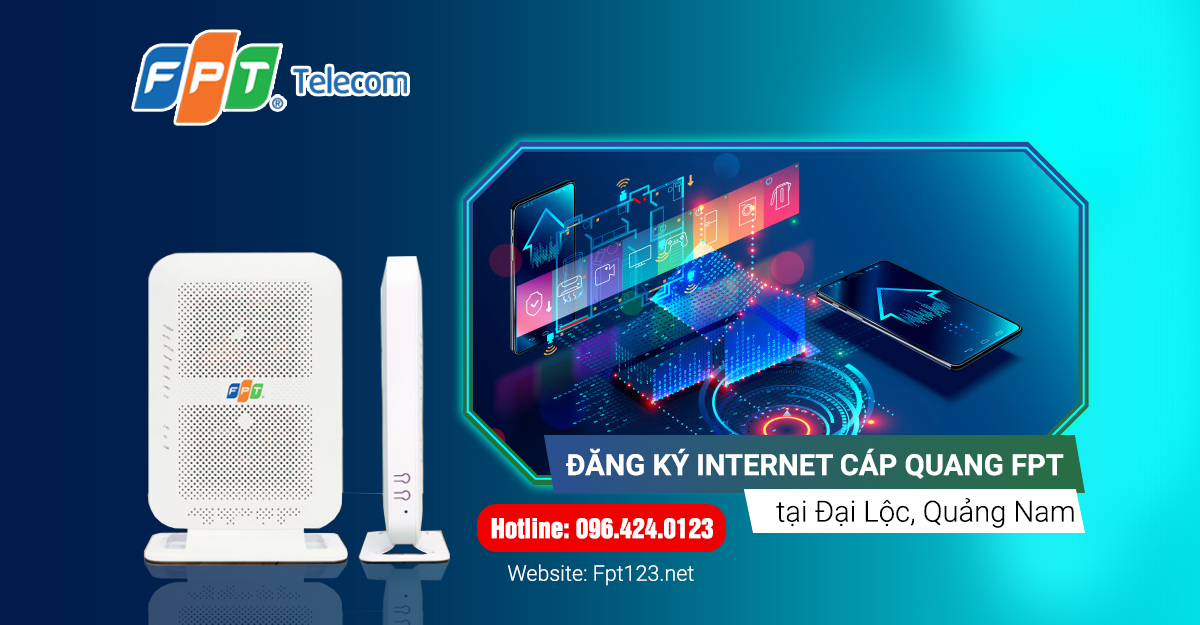 FPT® Telecom
FPT
ĐĂNG KÝ INTERNET CÁP QUANG FPT
tại Đại Lộc, Quảng Nam
Hotline: 096.424.0123
Website: Fpt123.net